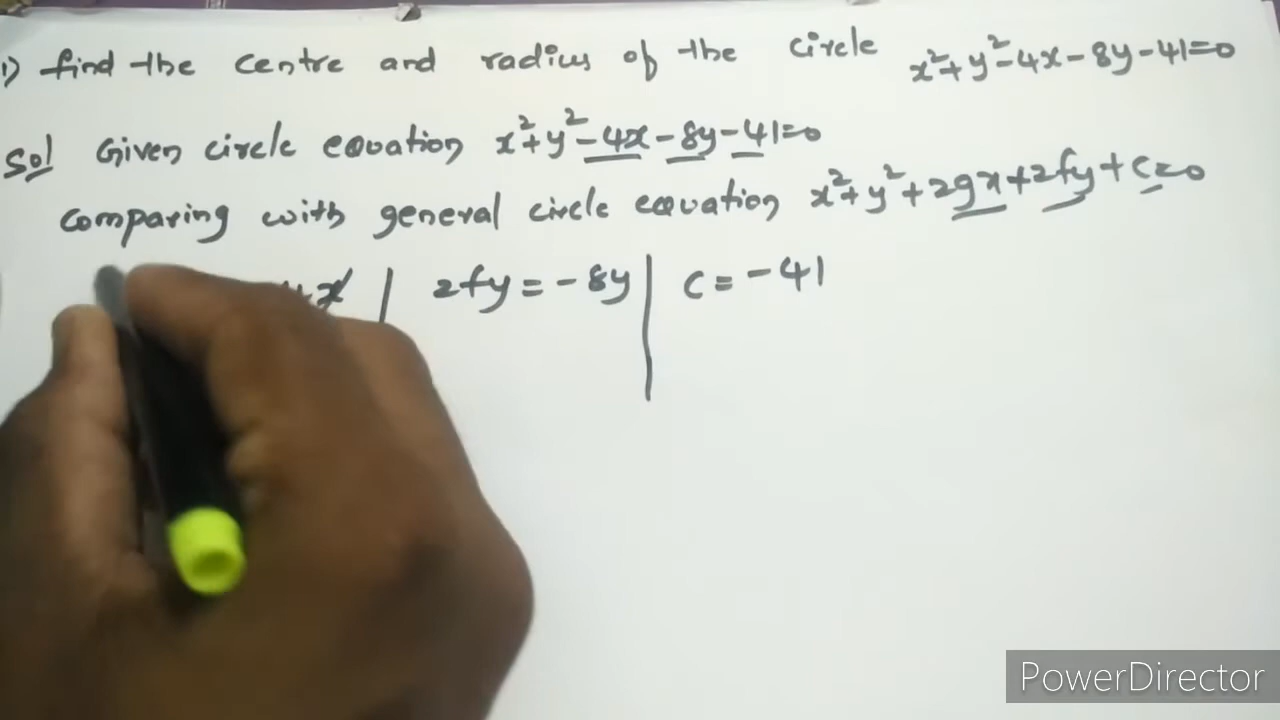 1) find the centre and radius of the circle x²+y²-4x-8y-41=0
Sol Given circle equation x²+y²-4x-8y-41=0
comparing with general circle equation x²+y²+2gx+2fy+c=0
4x | 2fy=-8y | c=-41
PowerDirector